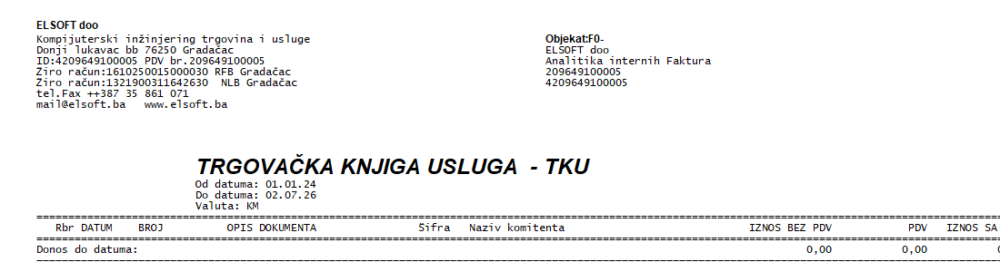 ELSOFT doo
Kompijuterski inžinjering trgovina i usluge
Donji lukavac bb 76250 Gradačac
ID:4209649100005 PDV br.209649100005
Žiro račun:1610250015000030 RFB Gradačac
Žiro račun:1321900311642630 NLB Gradačac
tel.Fax ++387 35 861 071
mail@elsoft.ba www.elsoft.ba
Objekat:F0-
ELSOFT doo
Analitika internih Faktura
209649100005
4209649100005
TRGOVAČKA KNJIGA USLUGA - TKU
Od datuma: 01.01.24
Do datuma: 02.07.26
Valuta: KM
Rbr DATUM BROJ OPIS DOKUMENTA Šifra Naziv komitenta IZNOS BEZ PDV PDV IZNOS SA
Donos do datuma: 0,00 0,00